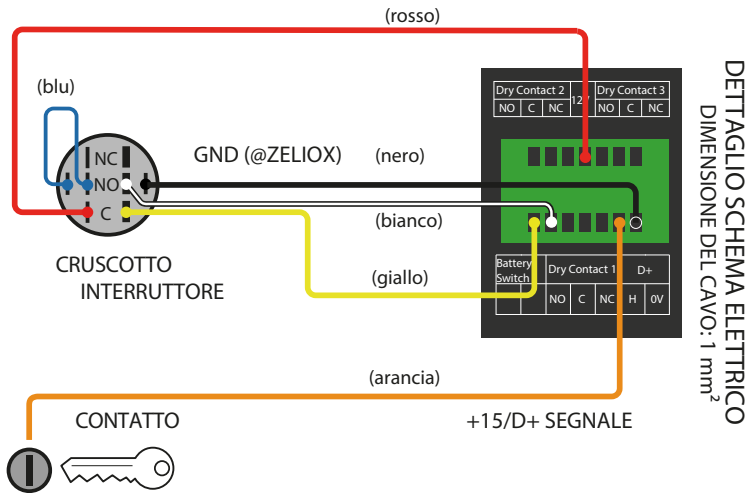 (rosso)
(blu)
NC
NO
C
GND (@ZELIOX)
(nero)
(bianco)
(giallo)
CRUSCOTTO
INTERRUTTORE
Dry Contact 2
Dry Contact 3
NO C NC
NO C NC
Battery
Switch
Dry Contact 1
D+
NO C NC H 0V
(arancia)
CONTATTO
+15/D+ SEGNALE
DETTAGLIO SCHEMA ELETTRICO
DIMENSIONE DEL CAVO: 1 mm²